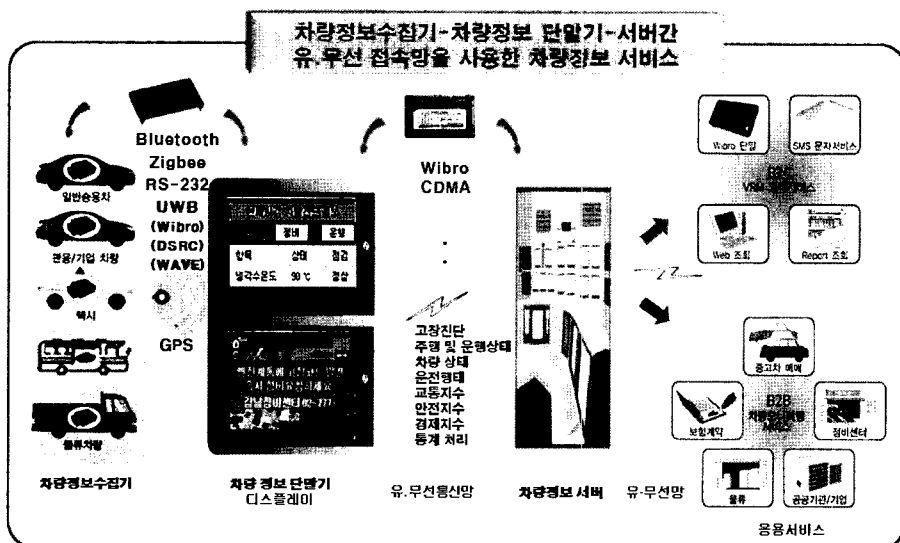 차량정보수집기-차량정보 단말기-서버간
유.무선 접속망을 사용한 차량정보 서비스
Bluetooth
Zigbee
RS-232
UWB
(Wibro)
(DSRC)
(WAVE)
GPS
일반승용차
관용/기업 차량
택시
물류차량
차량정보수집기
정비
운행
항목
상태
점검
냉각수온도
90 ℃
정상
차량 정보 단말기
디스플레이
Wibro
CDMA
고장진단
주행 및 운행상태
차량 상태
운전행태
교통지수
안전지수
경제지수
통계 처리
유.무선통신망
차량정보 서버
유·무선망
Wibro 단말
SMS 문자서비스
Web 조회
Report 조회
중고차 매매
B2B
보험계약
정비센터
물류
공공기관/기업
응용서비스